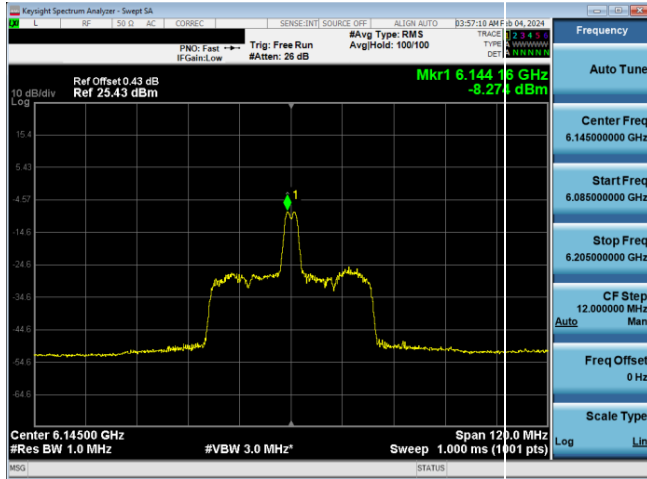 Keysight Spectrum Analyzer - Swept SA
L RF 50 Ω AC CORREC SENSE:INT SOURCE OFF ALIGN AUTO 03:57:10 AM Feb 04, 2024
#Avg Type: RMS
TRACE 1 2 3 4 5 6
PNO: Fast Trig: Free Run Avg|Hold: 100/100
TYPE A WWWWW
IFGain:Low #Atten: 26 dB
DET A N N N N N
Mkr1 6.144 16 GHz
-8.274 dBm
Ref Offset 0.43 dB
10 dB/div Ref 25.43 dBm
Log
15.4
5.43
-4.57
-14.6
-24.6
-34.6
-44.6
-54.6
-64.6
1
Center 6.14500 GHz Span 120.0 MHz
#Res BW 1.0 MHz #VBW 3.0 MHz* Sweep 1.000 ms (1001 pts)
MSG STATUS
Frequency
Auto Tune
Center Freq
6.145000000 GHz
Start Freq
6.085000000 GHz
Stop Freq
6.205000000 GHz
CF Step
12.000000 MHz
Auto Man
Freq Offset
0 Hz
Scale Type
Log Lin